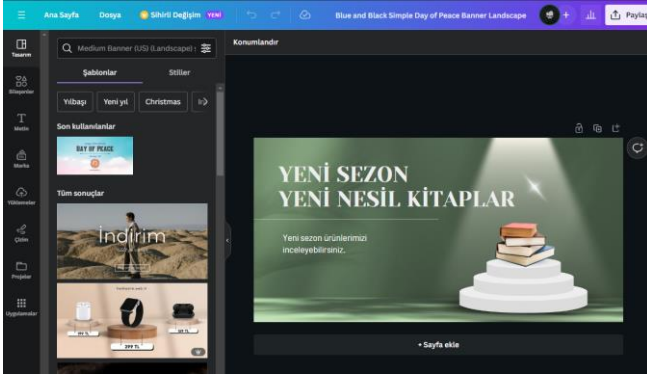 Ana Sayfa
Dosya
Sihirli Değişim YENİ
Blue and Black Simple Day of Peace Banner Landscape
Paylaş
Tasarım
Bileşenler
Metin
Marka
Yüklemeler
Çizim
Projeler
Uygulamalar
Medium Banner (US) (Landscape) ş
Şablonlar
Stiller
Yılbaşı
Yeni yıl
Christmas
Son kullanılanlar
DAY OF PEACE
Tüm sonuçlar
İndirim
299 TL
Konumlandır
YENİ SEZON
YENİ NESİL KİTAPLAR
Yeni sezon ürünlerimizi
inceleyebilirsiniz.
+ Sayfa ekle